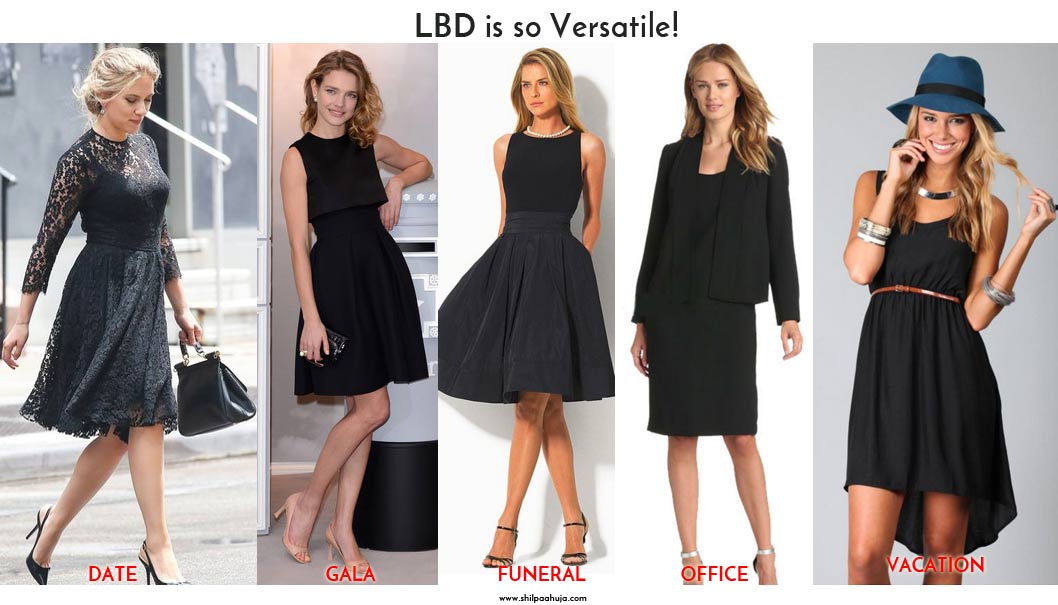 LBD is so Versatile!
DATE
GALA
FUNERAL
OFFICE
VACATION
www.shilpaahuja.com